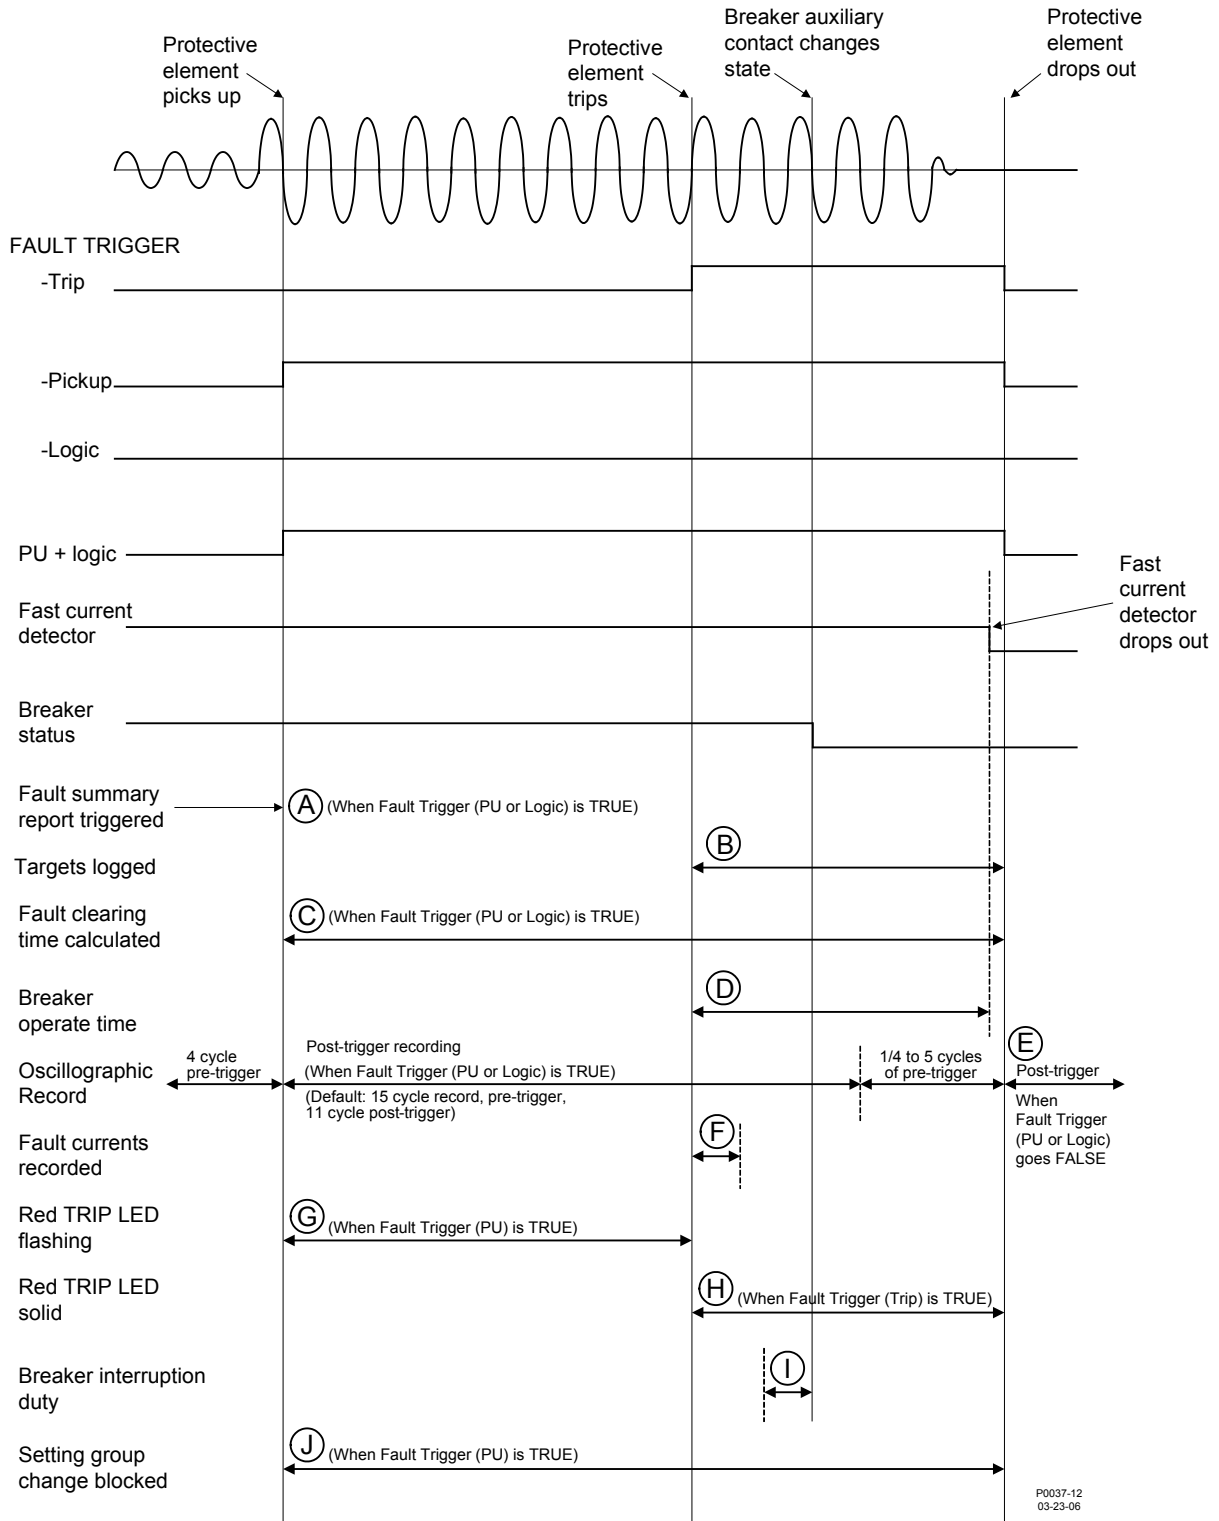 Protective
element
picks up
Protective
element
trips
Breaker auxiliary
contact changes
state
Protective
element
drops out
FAULT TRIGGER
-Trip
-Pickup
-Logic
PU + logic
Fast current
detector
Fast
current
detector
drops out
Breaker
status
Fault summary
report triggered
A (When Fault Trigger (PU or Logic) is TRUE)
Targets logged
B
Fault clearing
time calculated
C (When Fault Trigger (PU or Logic) is TRUE)
Breaker
operate time
D
Oscillographic
Record
4 cycle
pre-trigger
Post-trigger recording
(When Fault Trigger (PU or Logic) is TRUE)
(Default: 15 cycle record, pre-trigger,
11 cycle post-trigger)
1/4 to 5 cycles
of pre-trigger
E
Post-trigger
When
Fault Trigger
(PU or Logic)
goes FALSE
Fault currents
recorded
F
Red TRIP LED
flashing
G (When Fault Trigger (PU) is TRUE)
Red TRIP LED
solid
H (When Fault Trigger (Trip) is TRUE)
Breaker interruption
duty
I
Setting group
change blocked
J (When Fault Trigger (PU) is TRUE)
P0037-12
03-23-06